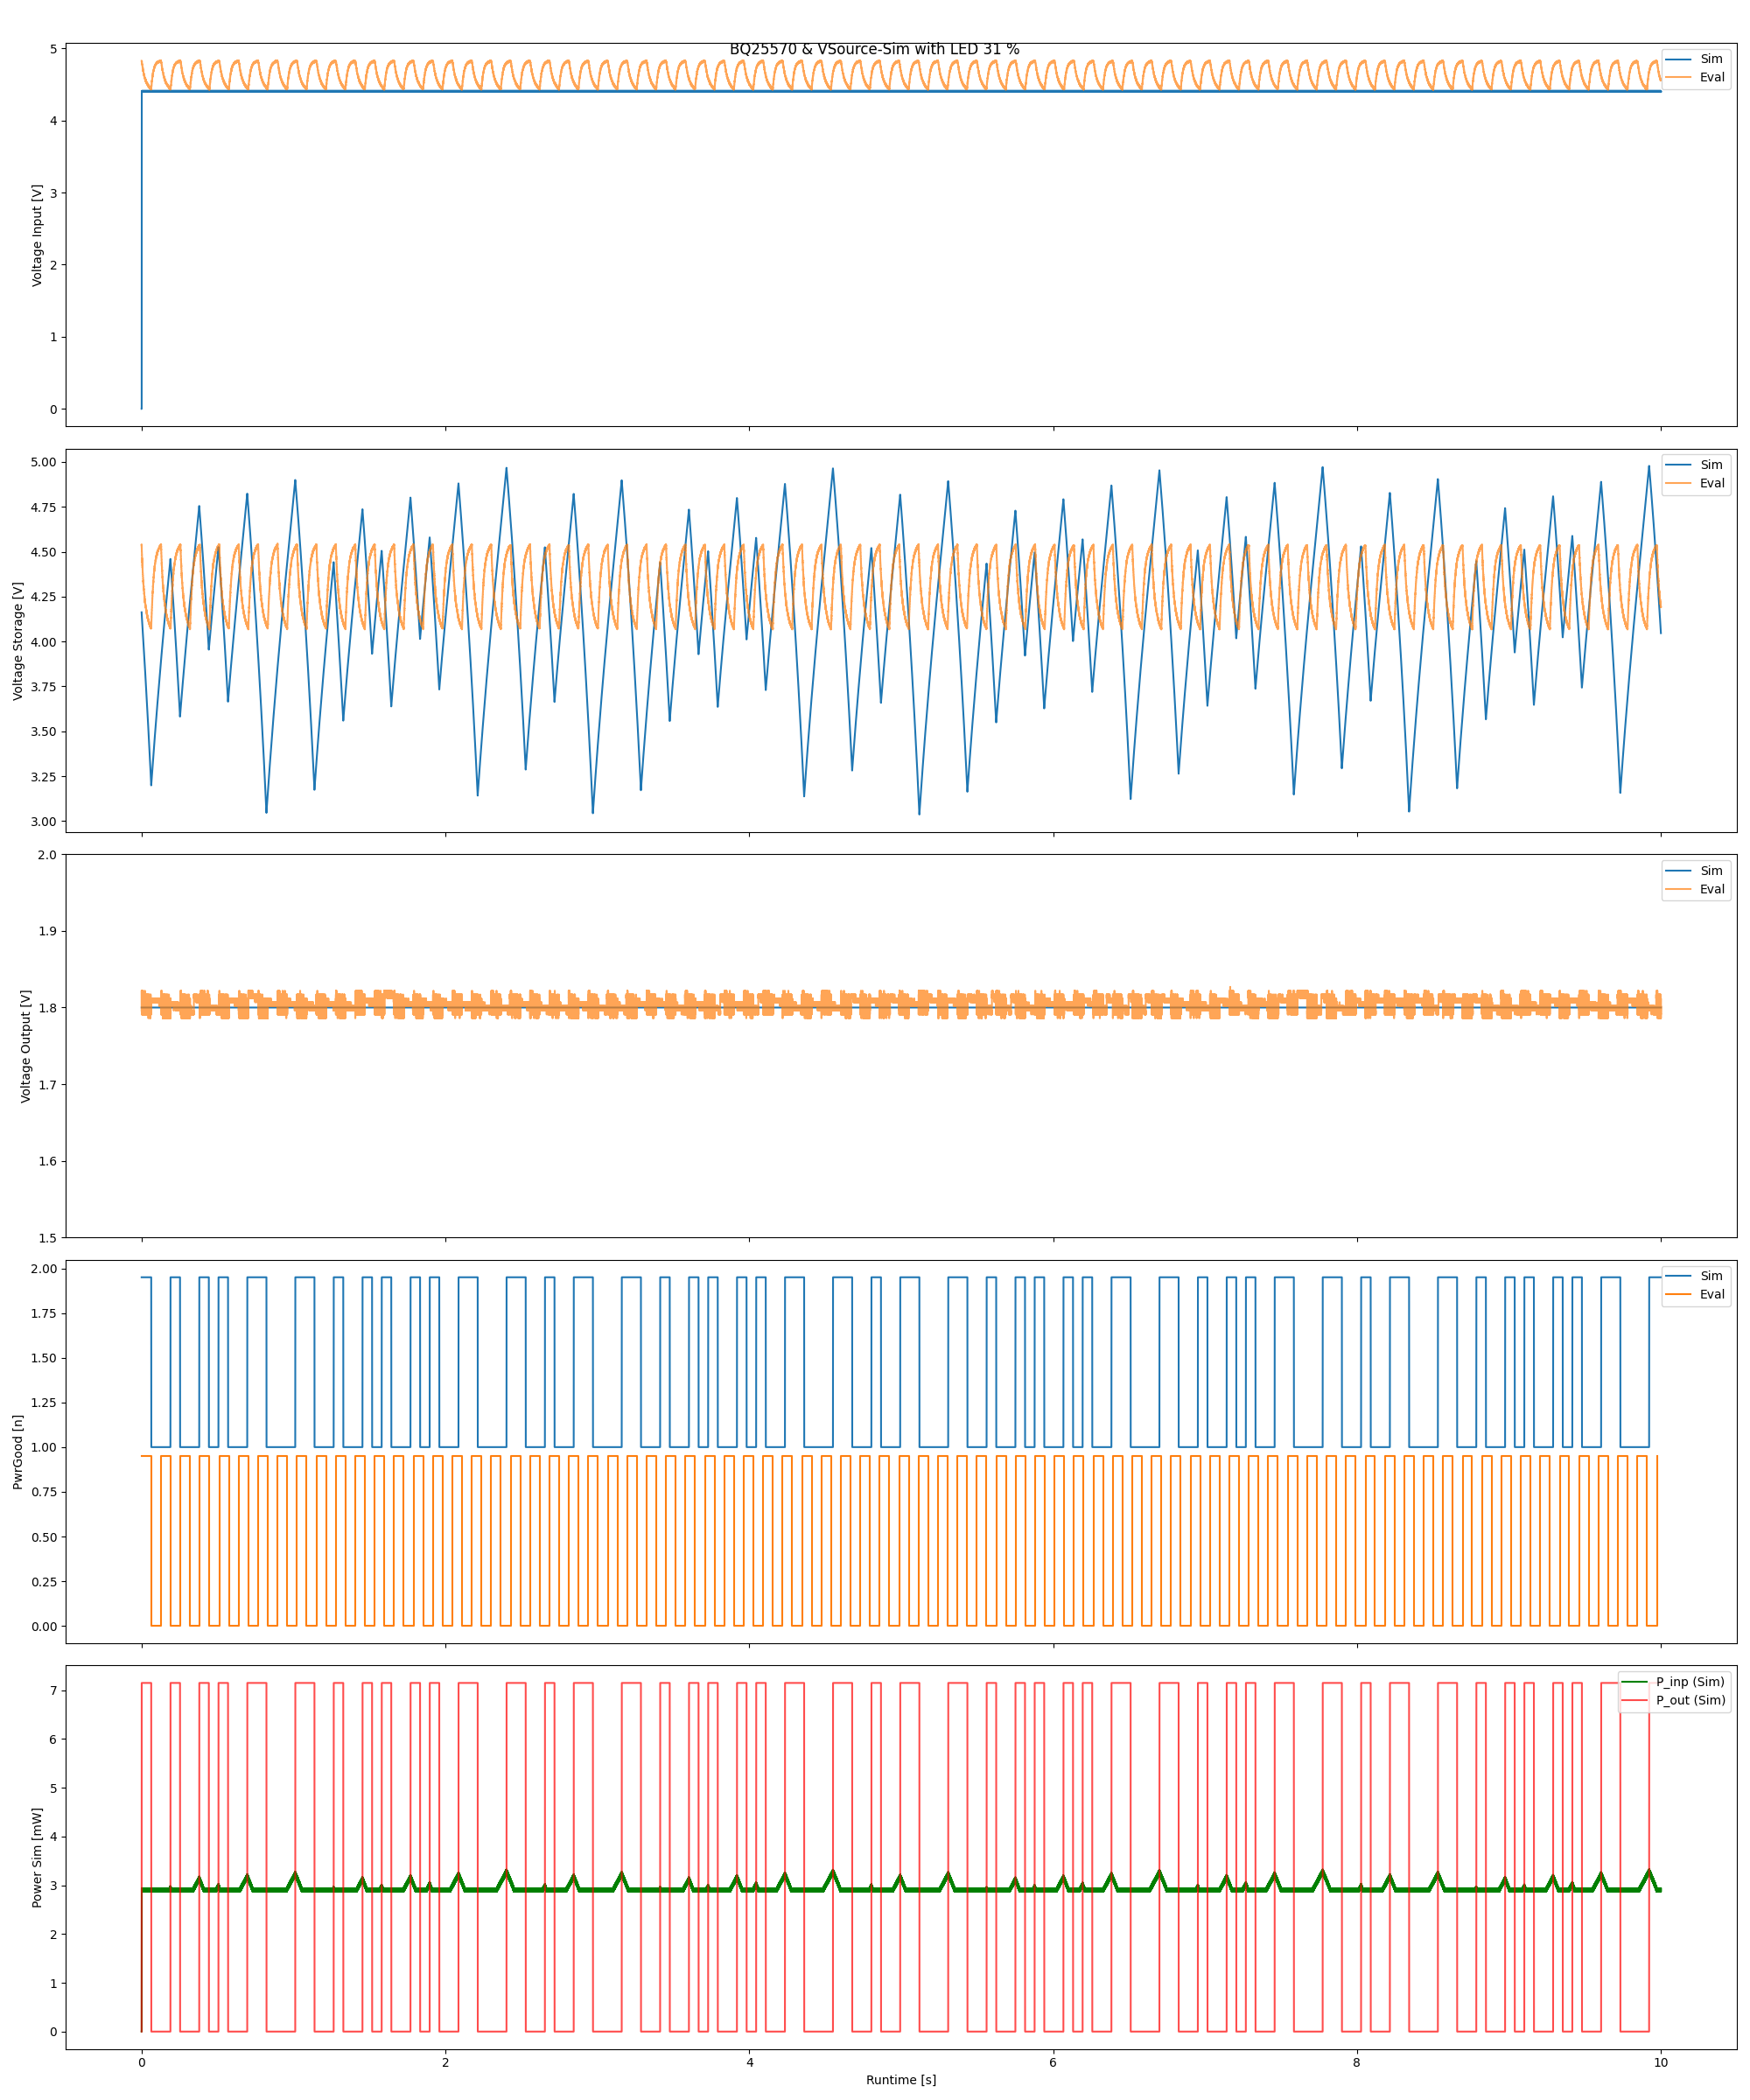 BQ25570 & VSource-Sim with LED 31 %
5
4
3
2
1
0
Voltage Input [V]
Sim
Eval
5.00
4.75
4.50
4.25
4.00
3.75
3.50
3.25
3.00
Voltage Storage [V]
Sim
Eval
2.0
1.9
1.8
1.7
1.6
1.5
Voltage Output [V]
Sim
Eval
2.00
1.75
1.50
1.25
1.00
0.75
0.50
0.25
0.00
PwrGood [n]
Sim
Eval
7
6
5
4
3
2
1
0
Power Sim [mW]
P_inp (Sim)
P_out (Sim)
0
2
4
6
8
10
Runtime [s]